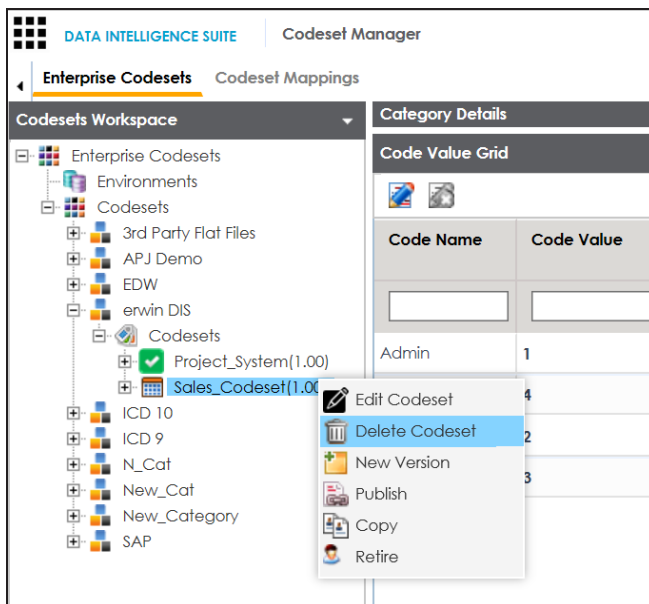 DATA INTELLIGENCE SUITE
Codeset Manager
Enterprise Codesets
Codeset Mappings
Codesets Workspace
Enterprise Codesets
Environments
Codesets
3rd Party Flat Files
APJ Demo
EDW
erwin DIS
Codesets
Project_System(1.00)
Sales_Codeset(1.00
ICD 10
ICD 9
N_Cat
New_Cat
New_Category
SAP
Category Details
Code Value Grid
Code Name
Code Value
Admin
1
4
2
3
Edit Codeset
Delete Codeset
New Version
Publish
Copy
Retire